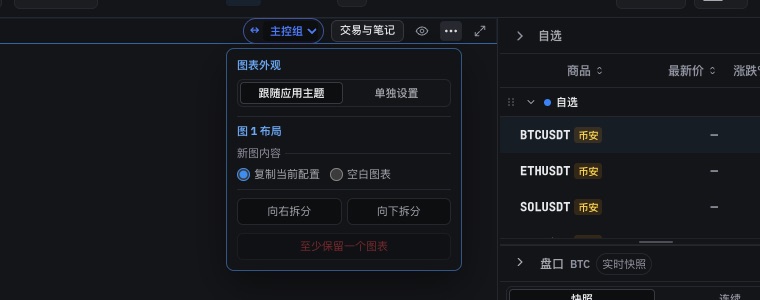 主控组
交易与笔记
图表外观
跟随应用主题
单独设置
图 1 布局
新图内容
复制当前配置
空白图表
向右拆分
向下拆分
至少保留一个图表
自选
商品
最新价
自选
BTCUSDT 币安 —
ETHUSDT 币安 —
SOLUSDT 币安 —
盘口 BTC 实时快照
快照
连续